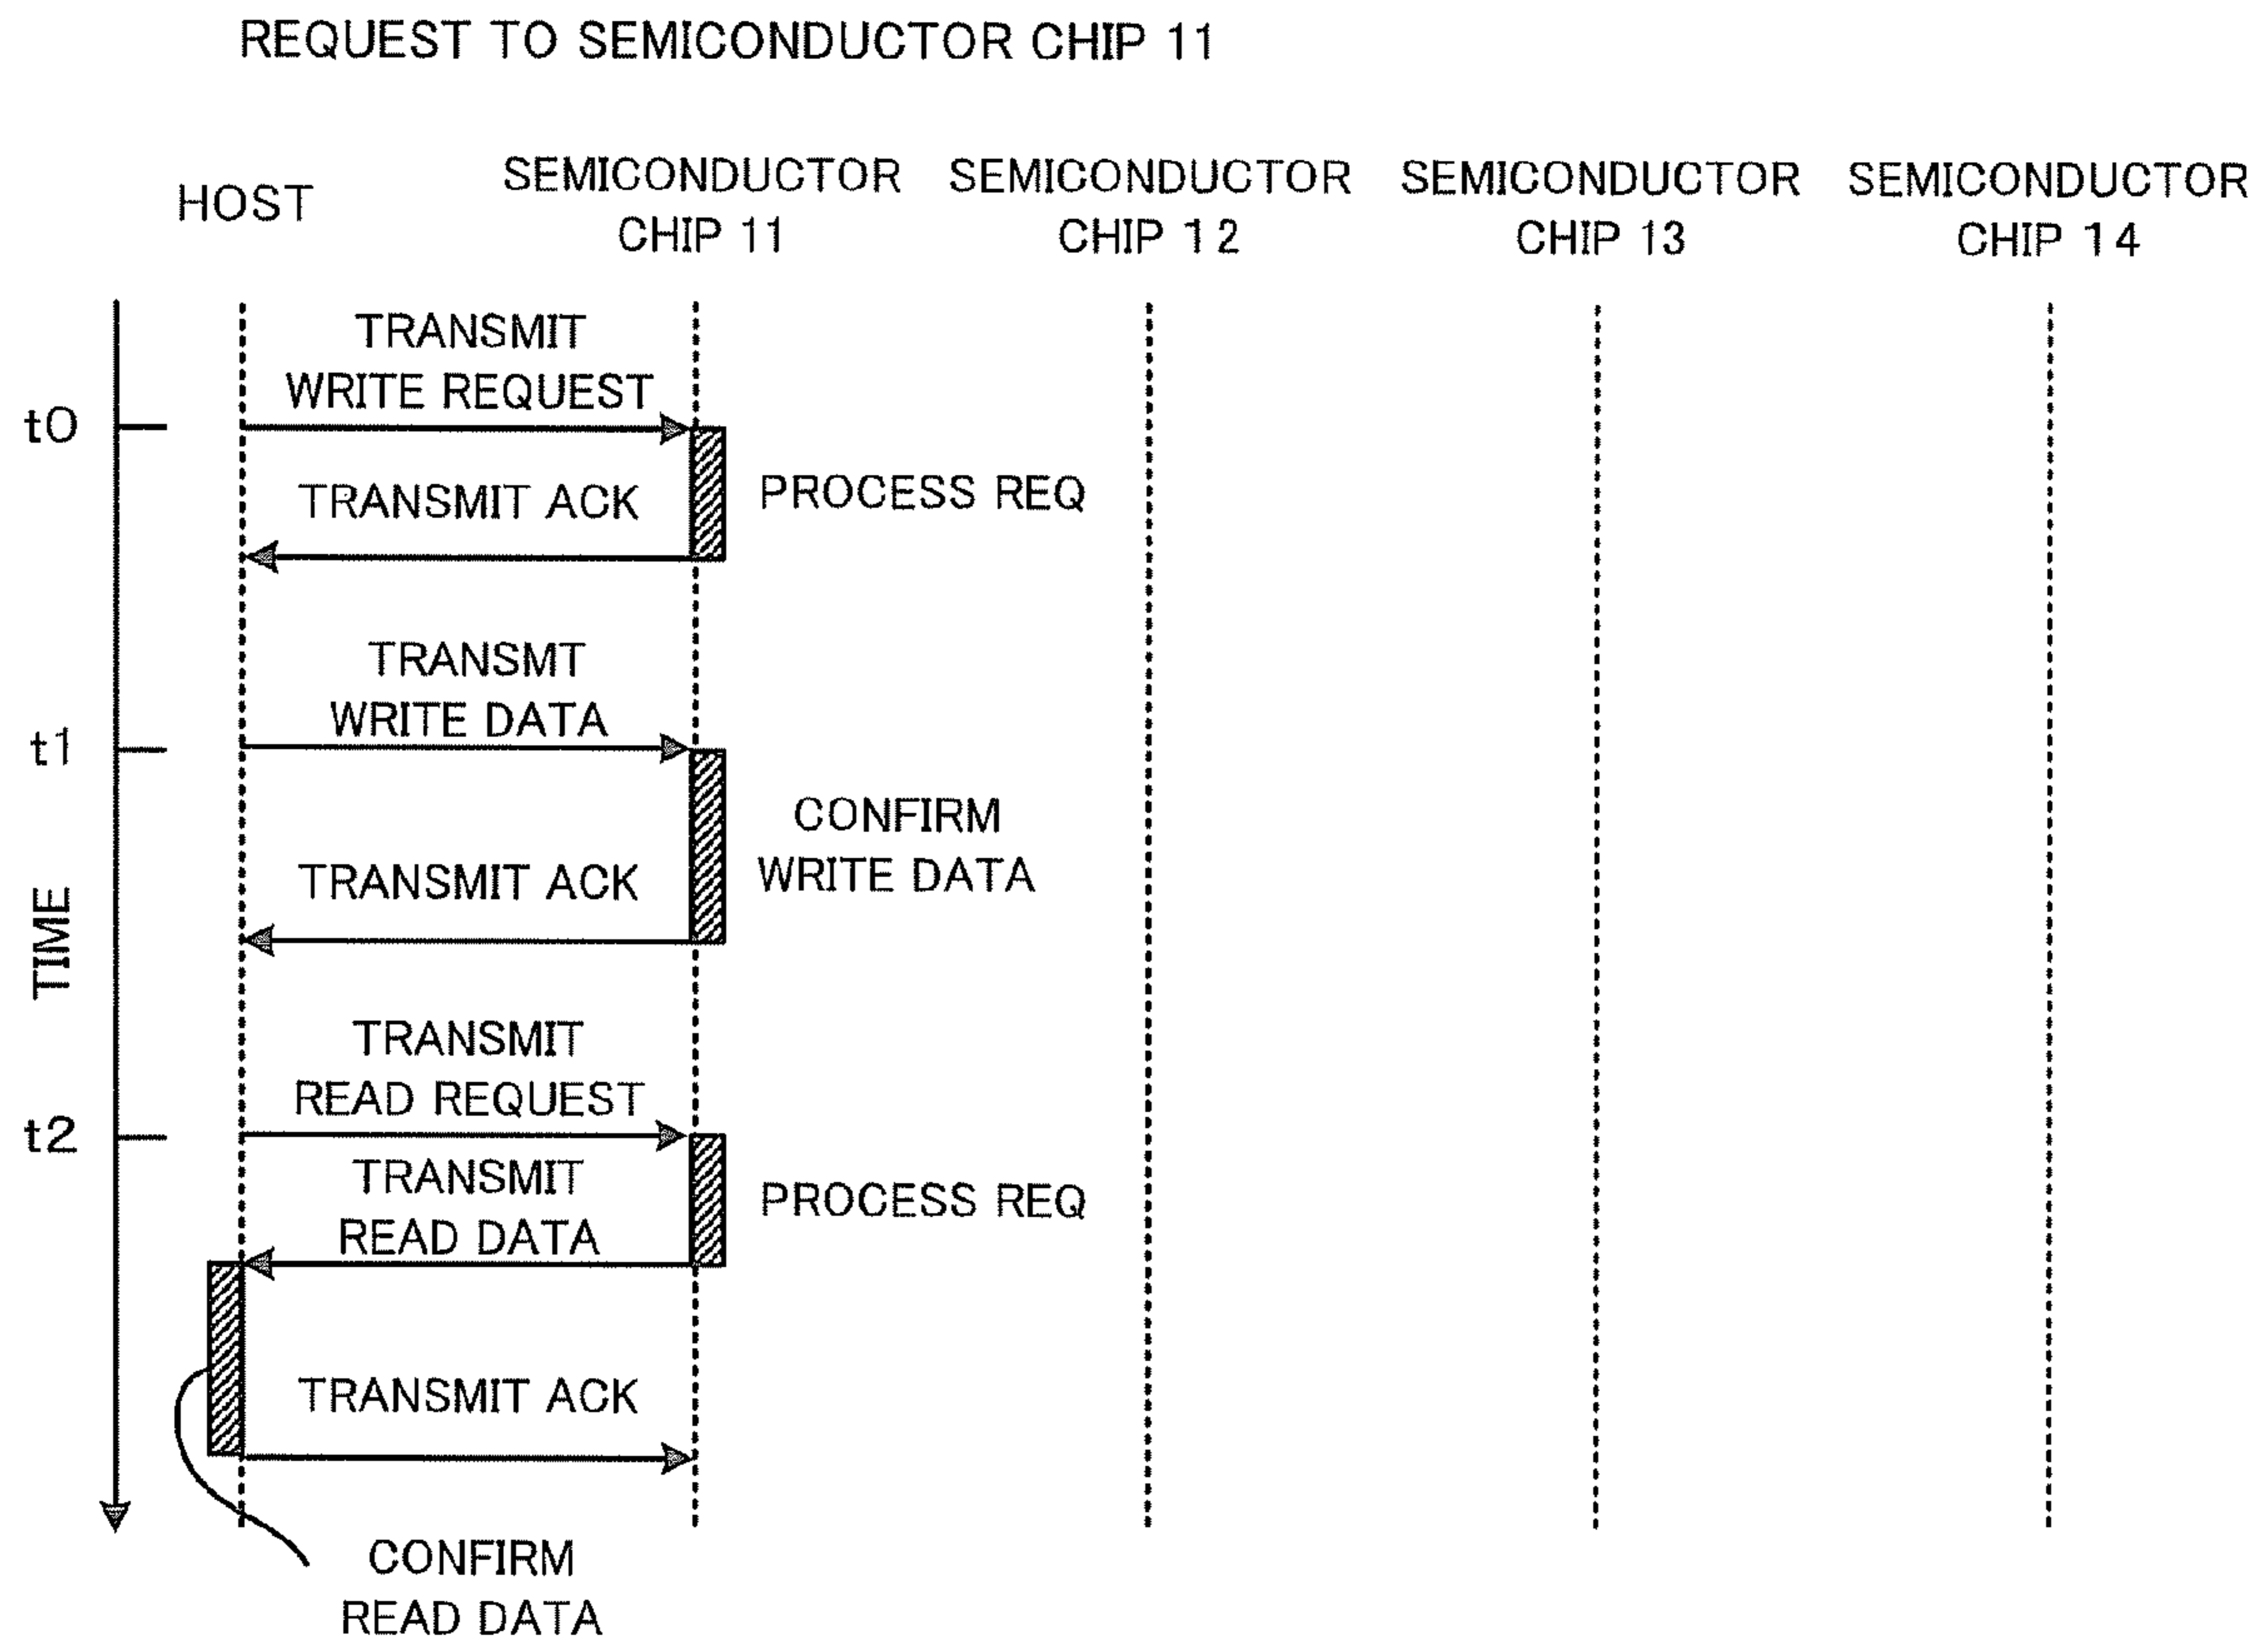 REQUEST TO SEMICONDUCTOR CHIP 11
HOST
SEMICONDUCTOR
CHIP 11
SEMICONDUCTOR
CHIP 12
SEMICONDUCTOR
CHIP 13
SEMICONDUCTOR
CHIP 14
TRANSMIT
WRITE REQUEST
t0
TRANSMIT ACK
PROCESS REQ
TRANSMT
WRITE DATA
t1
CONFIRM
WRITE DATA
TRANSMIT ACK
TIME
TRANSMIT
READ REQUEST
t2
TRANSMIT
READ DATA
PROCESS REQ
TRANSMIT ACK
CONFIRM
READ DATA